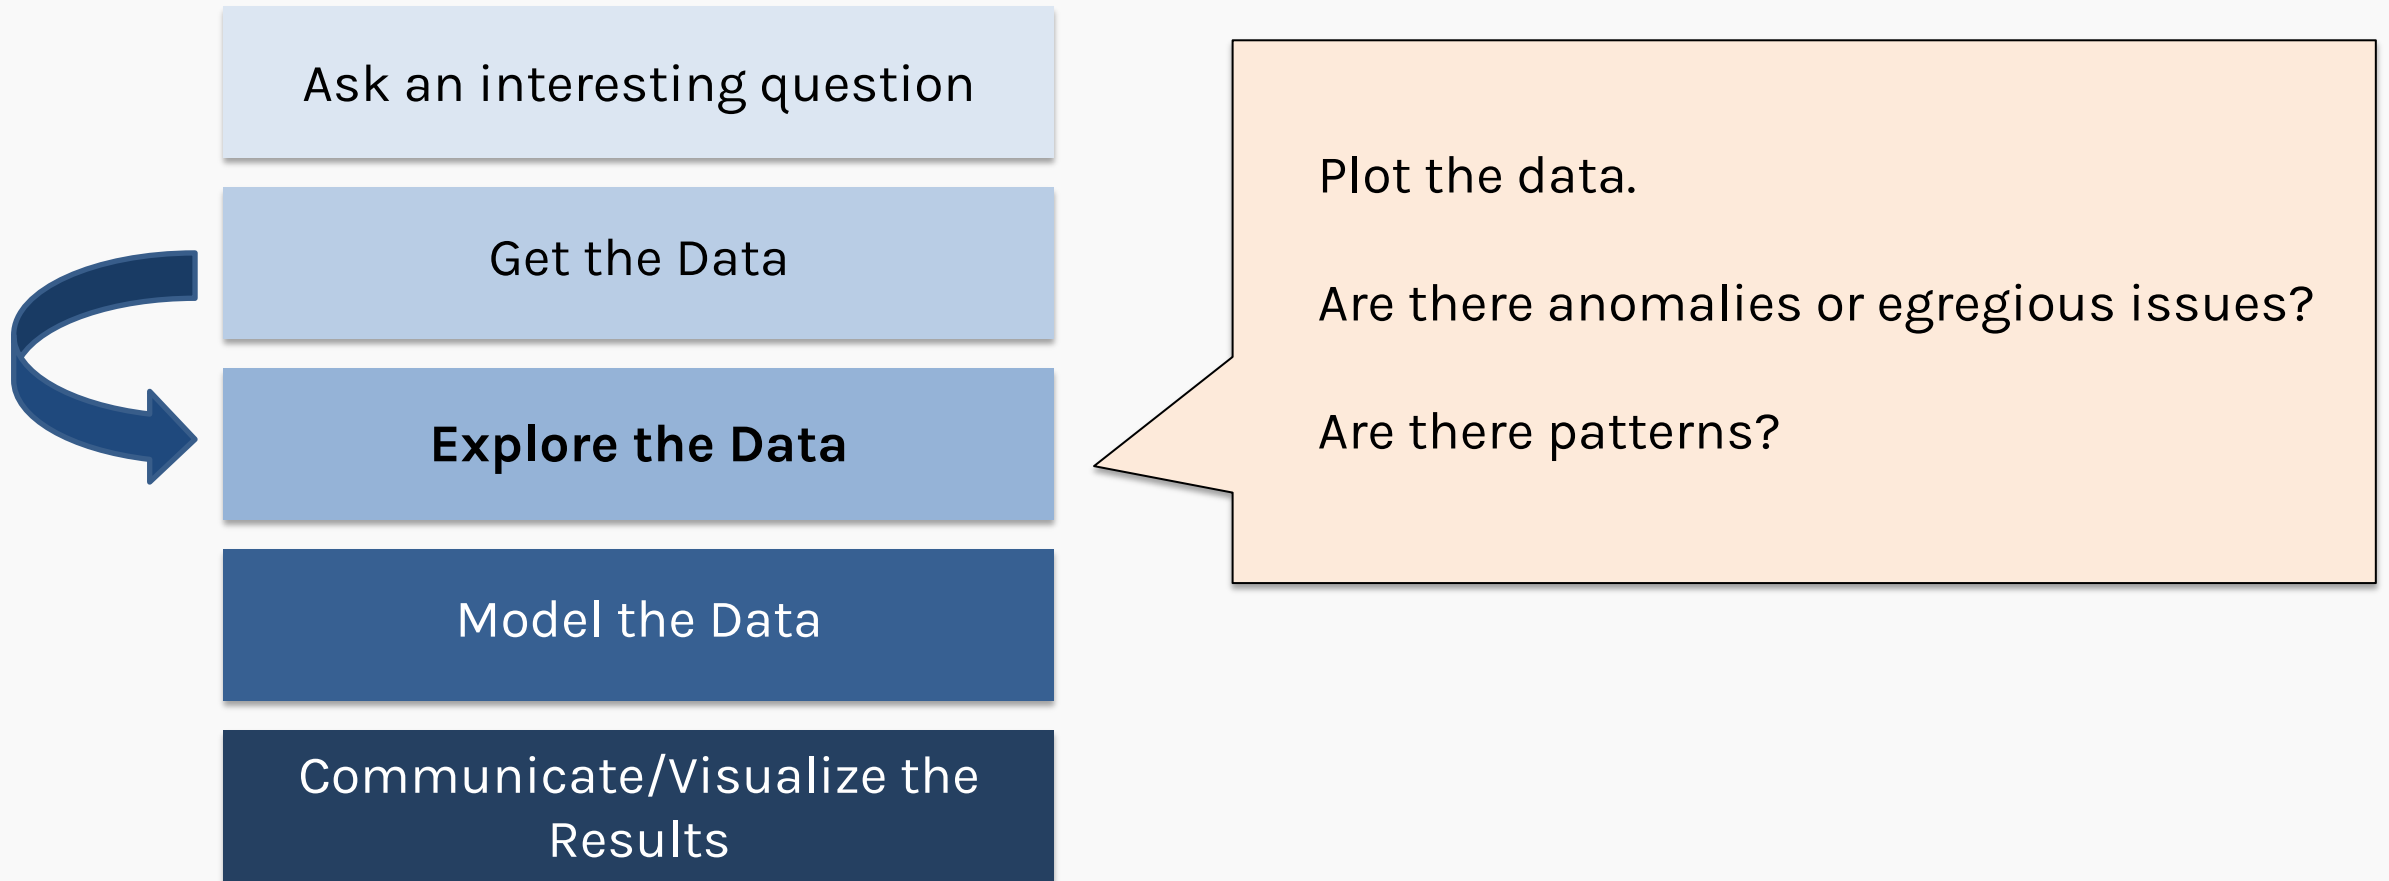 Ask an interesting question
Get the Data
Explore the Data
Model the Data
Communicate/Visualize the
Results
Plot the data.
Are there anomalies or egregious issues?
Are there patterns?